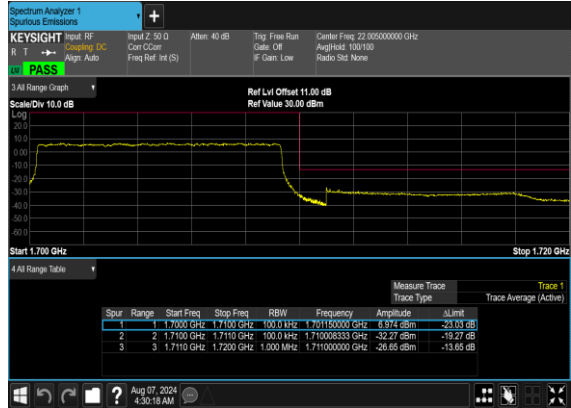 Spectrum Analyzer 1
Spurious Emissions
+
KEYSIGHT Input: RF Input Z: 50 Ω Atten: 40 dB Trig: Free Run Center Freq: 22.005000000 GHz
R T Coupling: DC Corr CCorr Gate: Off Avg|Hold: 100/100
Align: Auto Freq Ref: Int (S) IF Gain: Low Radio Std: None
PASS
3.All Range Graph
Ref Lvl Offset 11.00 dB
Scale/Div 10.0 dB Ref Value 30.00 dBm
Log
20.0
10.0
0.00
-10.0
-20.0
-30.0
-40.0
-50.0
-60.0
Start 1.700 GHz Stop 1.720 GHz
4.All Range Table
Measure Trace Trace 1
Trace Type Trace Average (Active)
Spur Range Start Freq Stop Freq RBW Frequency Amplitude ΔLimit
1 1 1.7000 GHz 1.7100 GHz 100.0 kHz 1.701150000 GHz 6.974 dBm -23.03 dB
2 2 1.7100 GHz 1.7110 GHz 100.0 kHz 1.710008333 GHz -32.27 dBm -19.27 dB
3 3 1.7110 GHz 1.7200 GHz 1.000 MHz 1.711000000 GHz -26.65 dBm -13.65 dB
?
Aug 07, 2024
4:30:18 AM